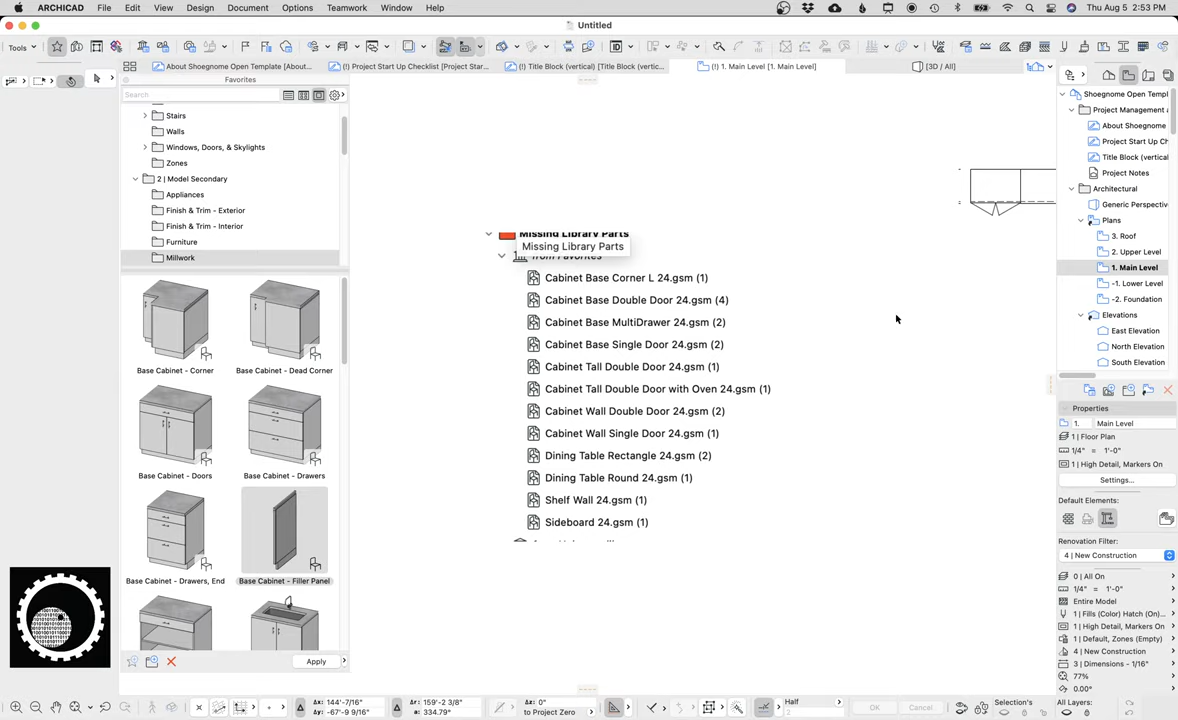 ARCHICAD File Edit View Design Document Options Teamwork Window Help Thu Aug 5 2:53 PM
Untitled
Tools
About Shoegnome Open Template [Abou...
(!) Project Start Up Checklist [Project Star...
(!) Title Block (vertical) [Title Block (vertic...
(!) 1. Main Level [1. Main Level]
[3D / All]
Favorites
Search
Stairs
Walls
Windows, Doors, & Skylights
Zones
2 | Model Secondary
Appliances
Finish & Trim - Exterior
Finish & Trim - Interior
Furniture
Millwork
Base Cabinet - Corner
Base Cabinet - Dead Corner
Base Cabinet - Doors
Base Cabinet - Drawers
Base Cabinet - Drawers, End
Base Cabinet - Filler Panel
Apply
Missing Library Parts
Missing Library Parts
from Favorites
Cabinet Base Corner L 24.gsm (1)
Cabinet Base Double Door 24.gsm (4)
Cabinet Base MultiDrawer 24.gsm (2)
Cabinet Base Single Door 24.gsm (2)
Cabinet Tall Double Door 24.gsm (1)
Cabinet Tall Double Door with Oven 24.gsm (1)
Cabinet Wall Double Door 24.gsm (2)
Cabinet Wall Single Door 24.gsm (1)
Dining Table Rectangle 24.gsm (2)
Dining Table Round 24.gsm (1)
Shelf Wall 24.gsm (1)
Sideboard 24.gsm (1)
Shoegnome Open Templ
Project Management a
About Shoegnome
Project Start Up Ch
Title Block (vertica
Project Notes
Architectural
Generic Perspectiv
Plans
3. Roof
2. Upper Level
1. Main Level
-1. Lower Level
-2. Foundation
Elevations
East Elevation
North Elevation
South Elevation
Properties
1. Main Level
1 | Floor Plan
1/4" = 1'-0"
1 | High Detail, Markers On
Settings...
Default Elements:
Renovation Filter:
4 | New Construction
0 | All On
1/4" = 1'-0"
Entire Model
1 | Fills (Color) Hatch (On)...
1 | High Detail, Markers On
1 | Default, Zones (Empty)
4 | New Construction
3 | Dimensions - 1/16"
77%
0.00°
Δx: 144'-7/16"
Δy: -67'-9 9/16"
Δr: 159'-2 3/8"
a: 334.79°
Δz: 0"
to Project Zero
Half
2
OK
Cancel
Selection's
All Layers: